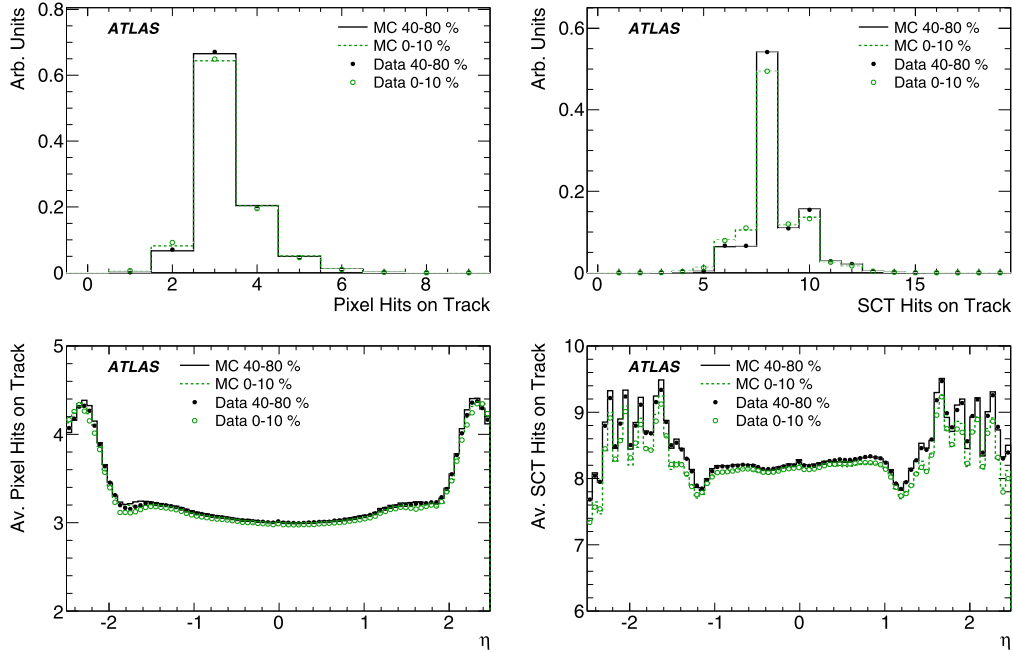 Arb. Units
0.8
0.6
0.4
0.2
0
ATLAS
MC 40-80 %
MC 0-10 %
Data 40-80 %
Data 0-10 %
0 2 4 6 8
Pixel Hits on Track
Arb. Units
0.6
0.4
0.2
0
ATLAS
MC 40-80 %
MC 0-10 %
Data 40-80 %
Data 0-10 %
0 5 10 15
SCT Hits on Track
Av. Pixel Hits on Track
5
4
3
2
ATLAS
MC 40-80 %
MC 0-10 %
Data 40-80 %
Data 0-10 %
-2 -1 0 1 2
η
Av. SCT Hits on Track
10
9
8
7
6
ATLAS
MC 40-80 %
MC 0-10 %
Data 40-80 %
Data 0-10 %
-2 -1 0 1 2
η